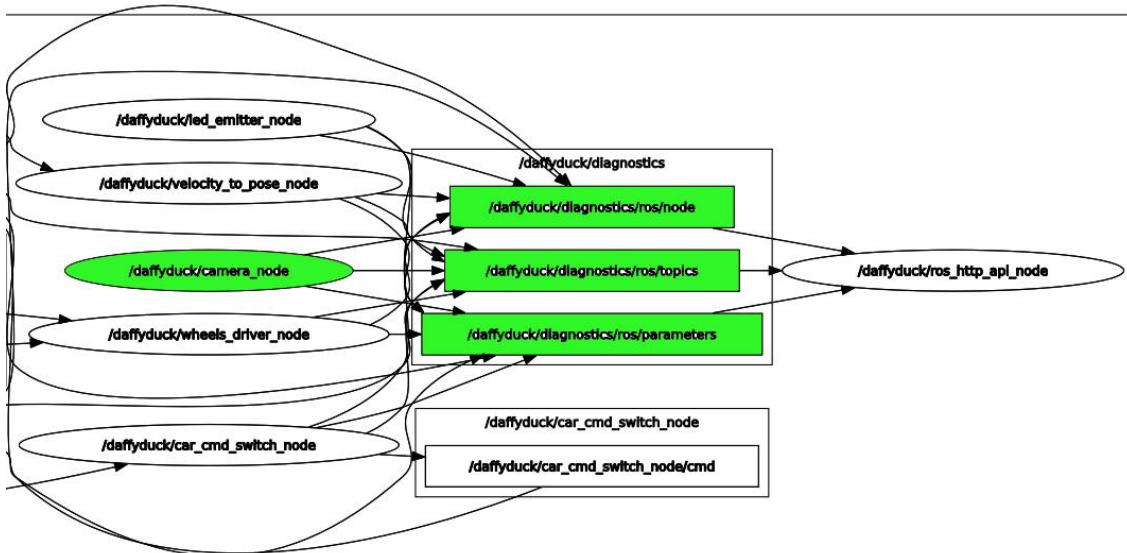 /daffyduck/led_emitter_node
/daffyduck/diagnostics
/daffyduck/velocity_to_pose_node
/daffyduck/diagnostics/ros/node
/daffyduck/camera_node
/daffyduck/diagnostics/ros/topics
/daffyduck/ros_http_api_node
/daffyduck/wheels_driver_node
/daffyduck/diagnostics/ros/parameters
/daffyduck/car_cmd_switch_node
/daffyduck/car_cmd_switch_node
/daffyduck/car_cmd_switch_node/cmd